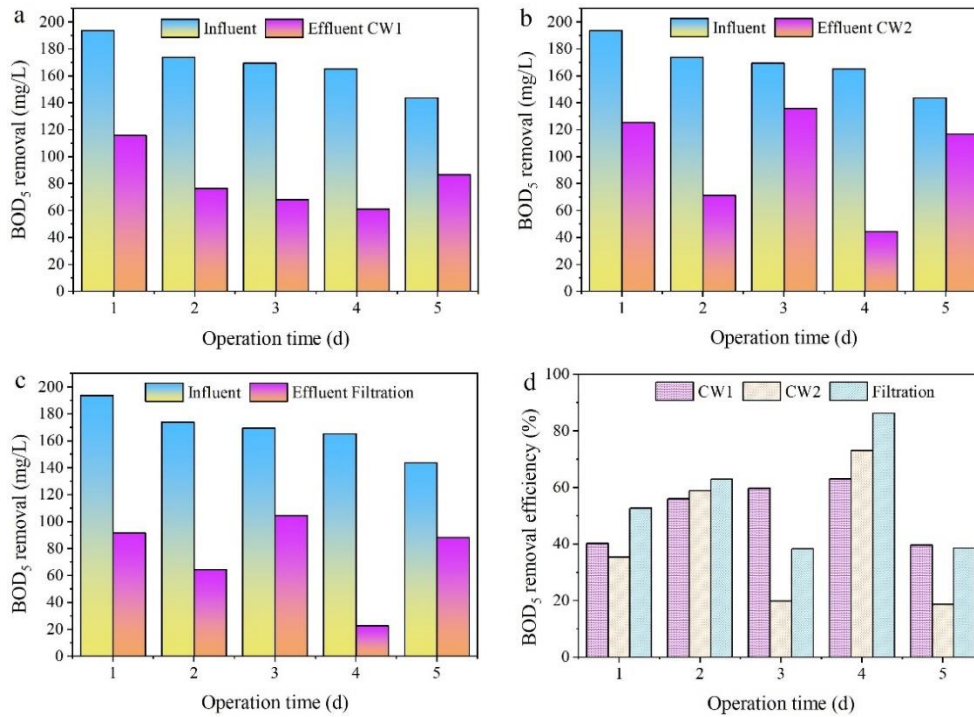 a
Influent Effluent CW1
BOD5 removal (mg/L)
200
180
160
140
120
100
80
60
40
20
0
1 2 3 4 5
Operation time (d)
b
Influent Effluent CW2
BOD5 removal (mg/L)
200
180
160
140
120
100
80
60
40
20
0
1 2 3 4 5
Operation time (d)
c
Influent Effluent Filtration
BOD5 removal (mg/L)
200
180
160
140
120
100
80
60
40
20
0
1 2 3 4 5
Operation time (d)
d
CW1 CW2 Filtration
BOD5 removal efficiency (%)
100
80
60
40
20
0
1 2 3 4 5
Operation time (d)